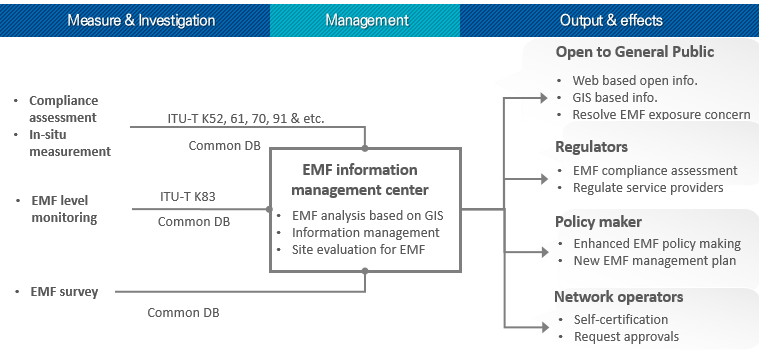 Measure & Investigation
Management
Output & effects
• Compliance
assessment
• In-situ
measurement
ITU-T K52, 61, 70, 91 & etc.
Common DB
• EMF level
monitoring
ITU-T K83
Common DB
• EMF survey
Common DB
EMF information
management center
• EMF analysis based on GIS
• Information management
• Site evaluation for EMF
Open to General Public
• Web based open info.
• GIS based info.
• Resolve EMF exposure concern
Regulators
• EMF compliance assessment
• Regulate service providers
Policy maker
• Enhanced EMF policy making
• New EMF management plan
Network operators
• Self-certification
• Request approvals